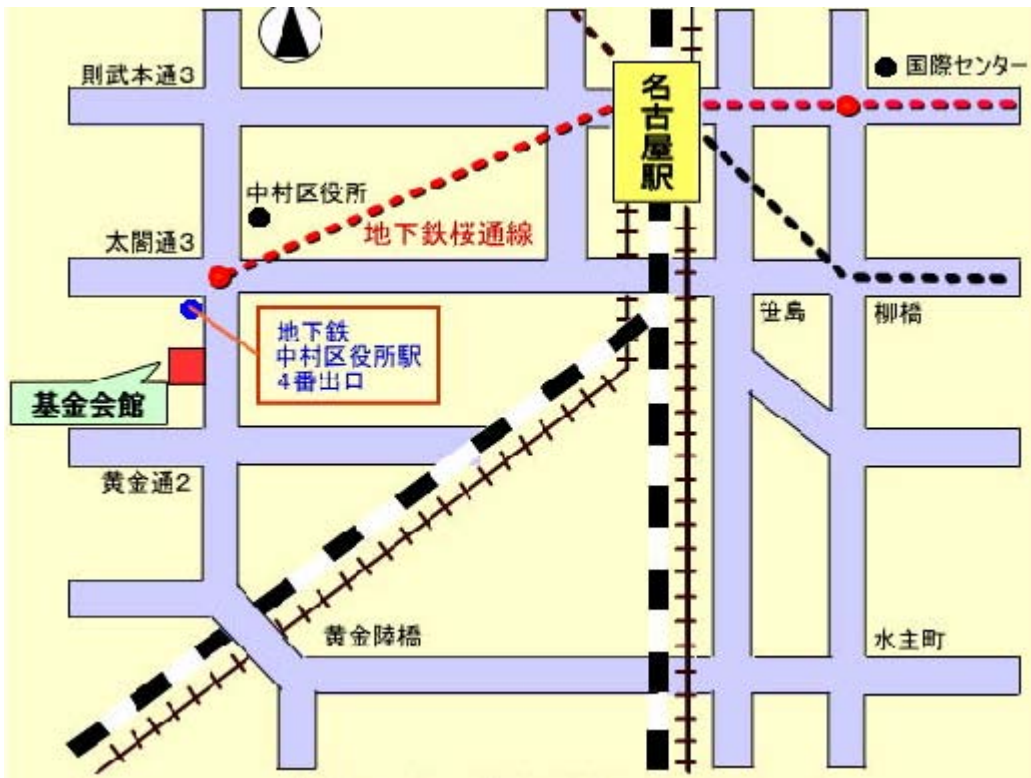 則武本通3
国際センター
名古屋駅
中村区役所
地下鉄桜通線
太閤通3
笹島
柳橋
地下鉄
中村区役所駅
4番出口
基金会館
黄金通2
黄金陸橋
水主町